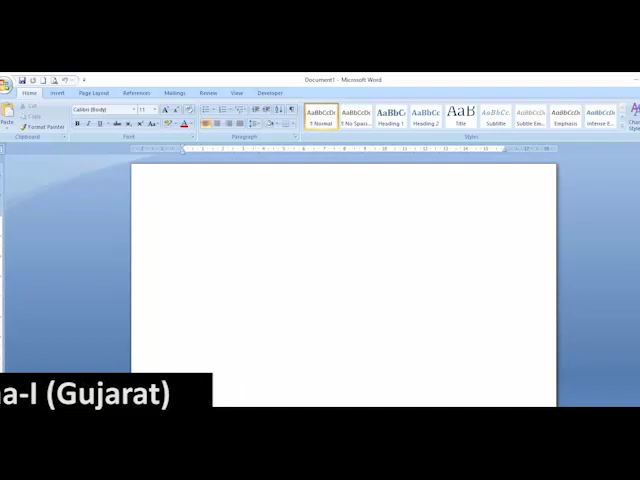 Document1 - Microsoft Word
Home Insert Page Layout References Mailings Review View Developer
Cut
Copy
Paste Format Painter
Calibri (Body) 11
Clipboard Font Paragraph Styles
AaBbCcDc AaBbCcDc AaBbC AaBbCc AaB AaBbCc. AaBbCcDc AaBbCcDc AaBbCcDc
¶ Normal ¶ No Spaci... Heading 1 Heading 2 Title Subtitle Subtle Em... Emphasis Intense E...
a-I (Gujarat)